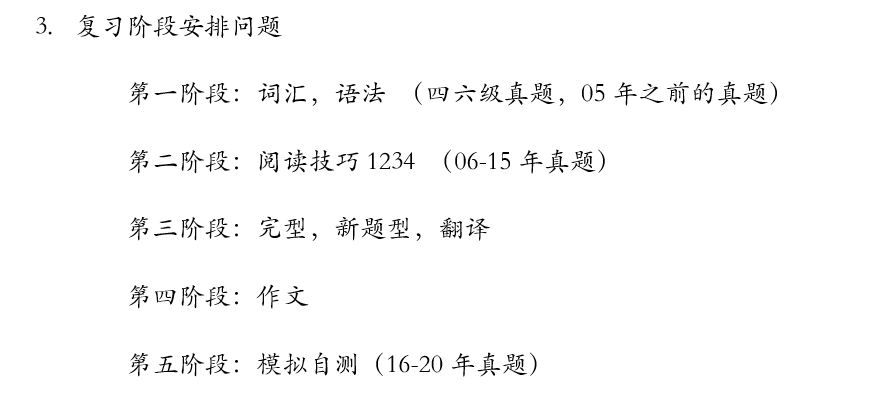 3. 复习阶段安排问题
第一阶段：词汇，语法 （四六级真题，05 年之前的真题）
第二阶段：阅读技巧 1234 （06-15 年真题）
第三阶段：完型，新题型，翻译
第四阶段：作文
第五阶段：模拟自测（16-20 年真题）